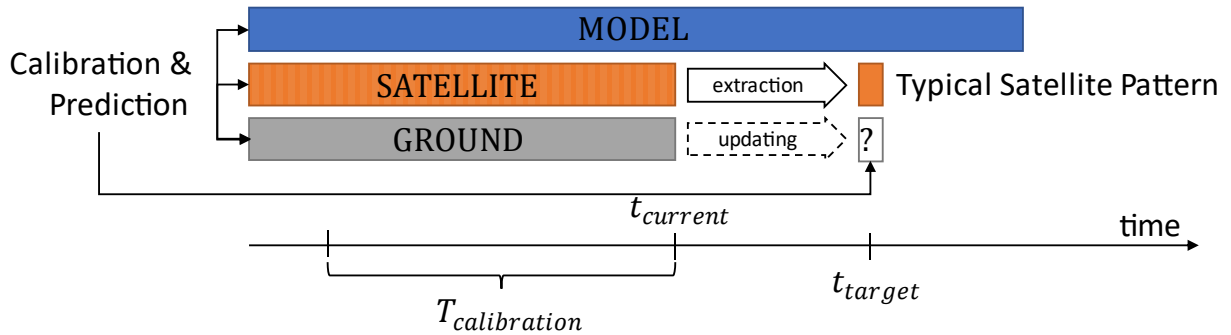 MODEL
Calibration &
Prediction
SATELLITE
extraction
Typical Satellite Pattern
GROUND
updating
?
t_current
time
t_target
T_calibration